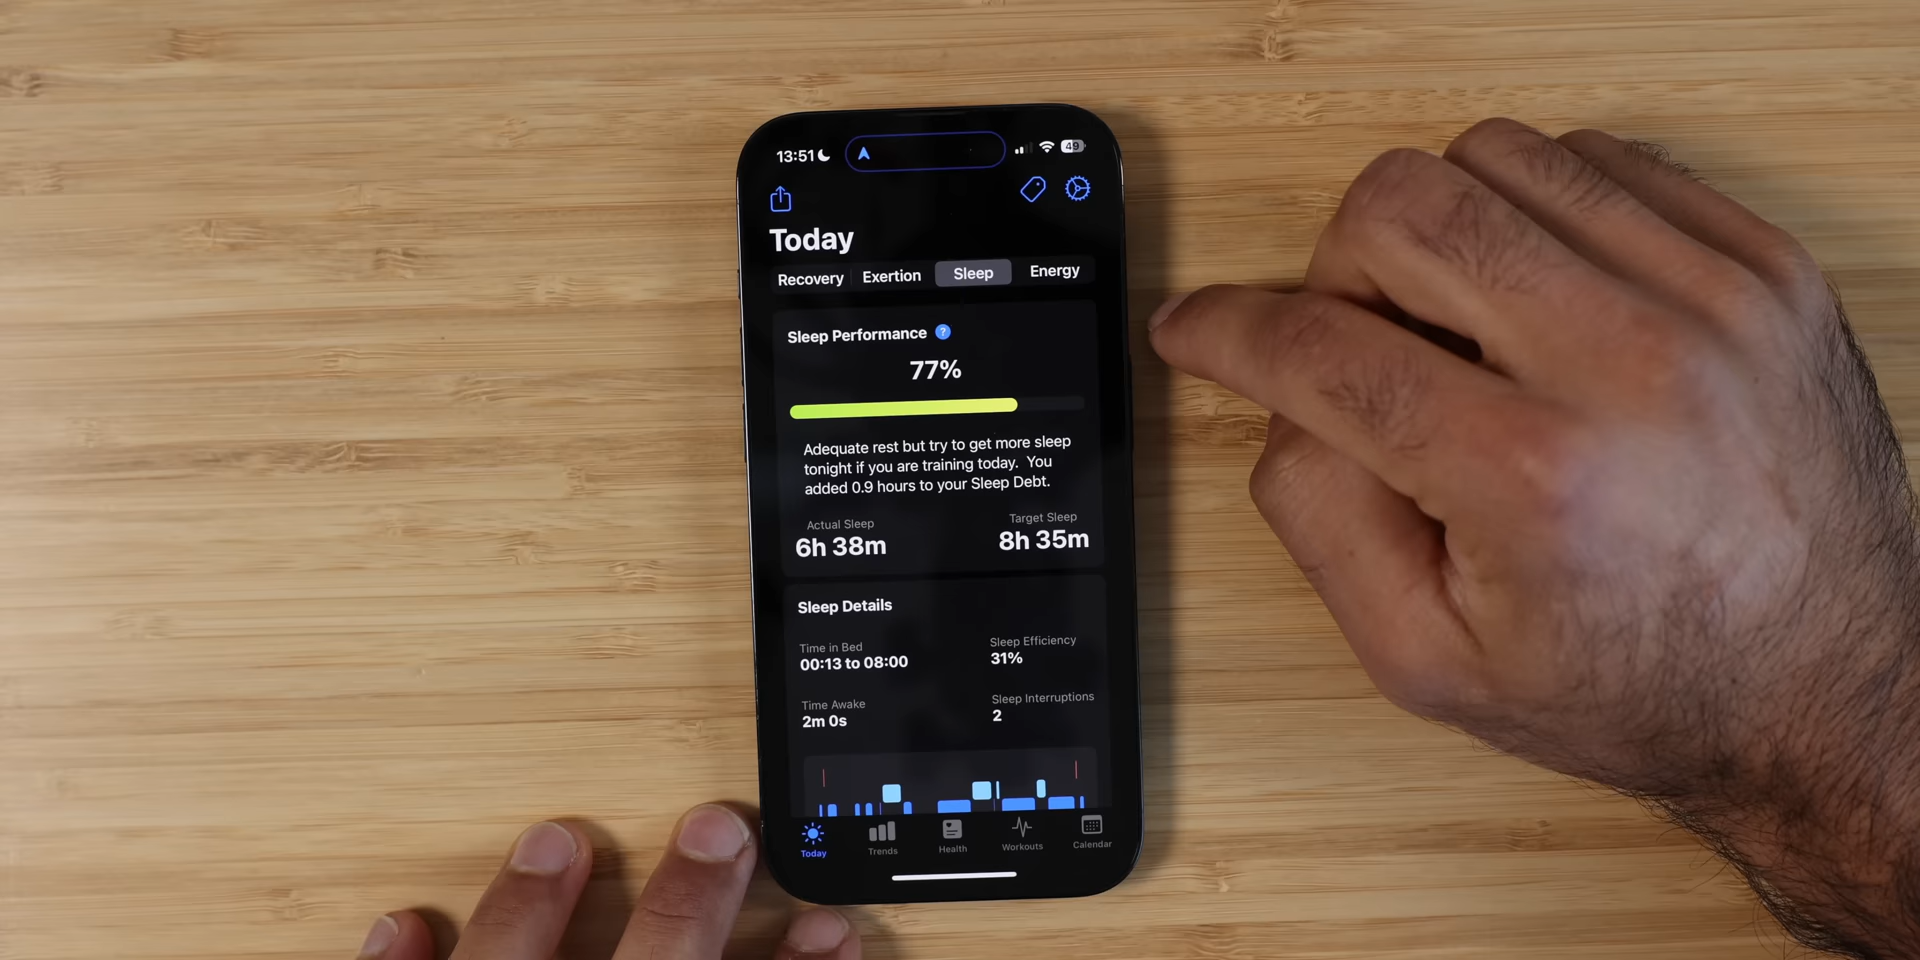 13:51
49
Today
Recovery Exertion Sleep Energy
Sleep Performance ?
77%
Adequate rest but try to get more sleep
tonight if you are training today. You
added 0.9 hours to your Sleep Debt.
Actual Sleep Target Sleep
6h 38m 8h 35m
Sleep Details
Time in Bed Sleep Efficiency
00:13 to 08:00 31%
Time Awake Sleep Interruptions
2m 0s 2
Today Trends Health Workouts Calendar